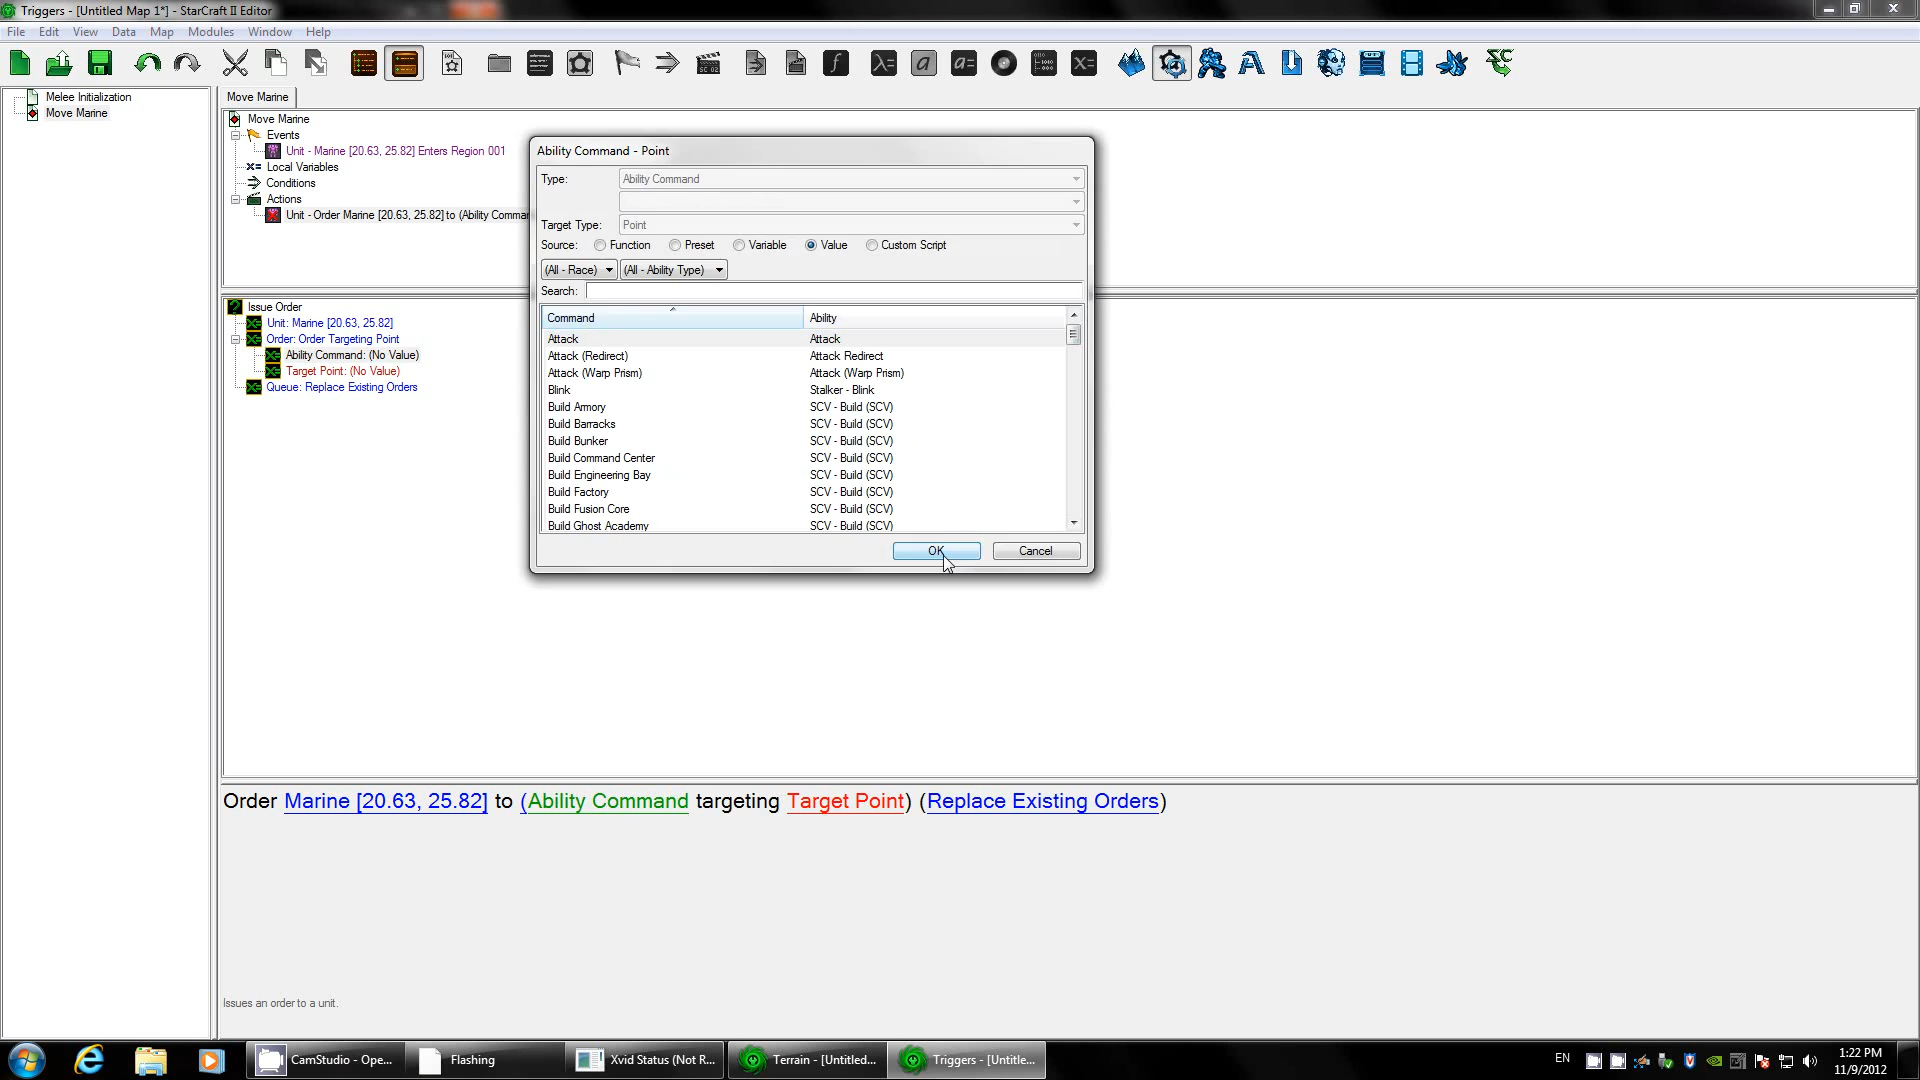 Triggers - [Untitled Map 1*] - StarCraft II Editor
File Edit View Data Map Modules Window Help
Melee Initialization
Move Marine
Move Marine
Move Marine
Events
Unit - Marine [20.63, 25.82] Enters Region 001
Local Variables
Conditions
Actions
Unit - Order Marine [20.63, 25.82] to (Ability Comma
Issue Order
Unit: Marine [20.63, 25.82]
Order: Order Targeting Point
Ability Command: (No Value)
Target Point: (No Value)
Queue: Replace Existing Orders
Ability Command - Point
Type: Ability Command
Target Type: Point
Source: Function Preset Variable Value Custom Script
(All - Race) (All - Ability Type)
Search:
Command Ability
Attack Attack
Attack (Redirect) Attack Redirect
Attack (Warp Prism) Attack (Warp Prism)
Blink Stalker - Blink
Build Armory SCV - Build (SCV)
Build Barracks SCV - Build (SCV)
Build Bunker SCV - Build (SCV)
Build Command Center SCV - Build (SCV)
Build Engineering Bay SCV - Build (SCV)
Build Factory SCV - Build (SCV)
Build Fusion Core SCV - Build (SCV)
Build Ghost Academy SCV - Build (SCV)
OK Cancel
Order Marine [20.63, 25.82] to (Ability Command targeting Target Point) (Replace Existing Orders)
Issues an order to a unit.
CamStudio - Ope... Flashing Xvid Status (Not R... Terrain - [Untitled... Triggers - [Untitle... EN
1:22 PM
11/9/2012